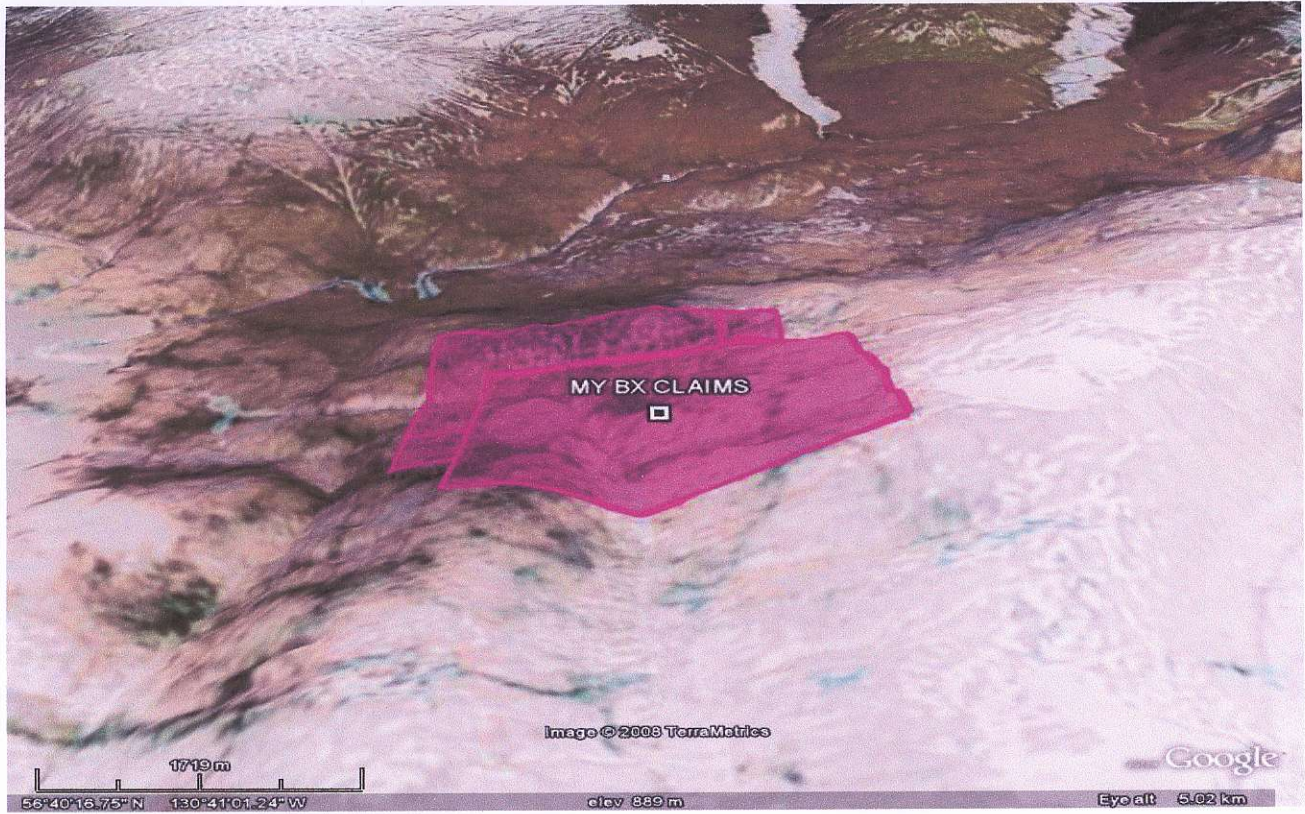 MY BX CLAIMS
Image © 2008 TerraMetrics
Google
1719 m
56°40'16.75" N 130°41'01.24" W elev 889 m Eye alt 5.02 km